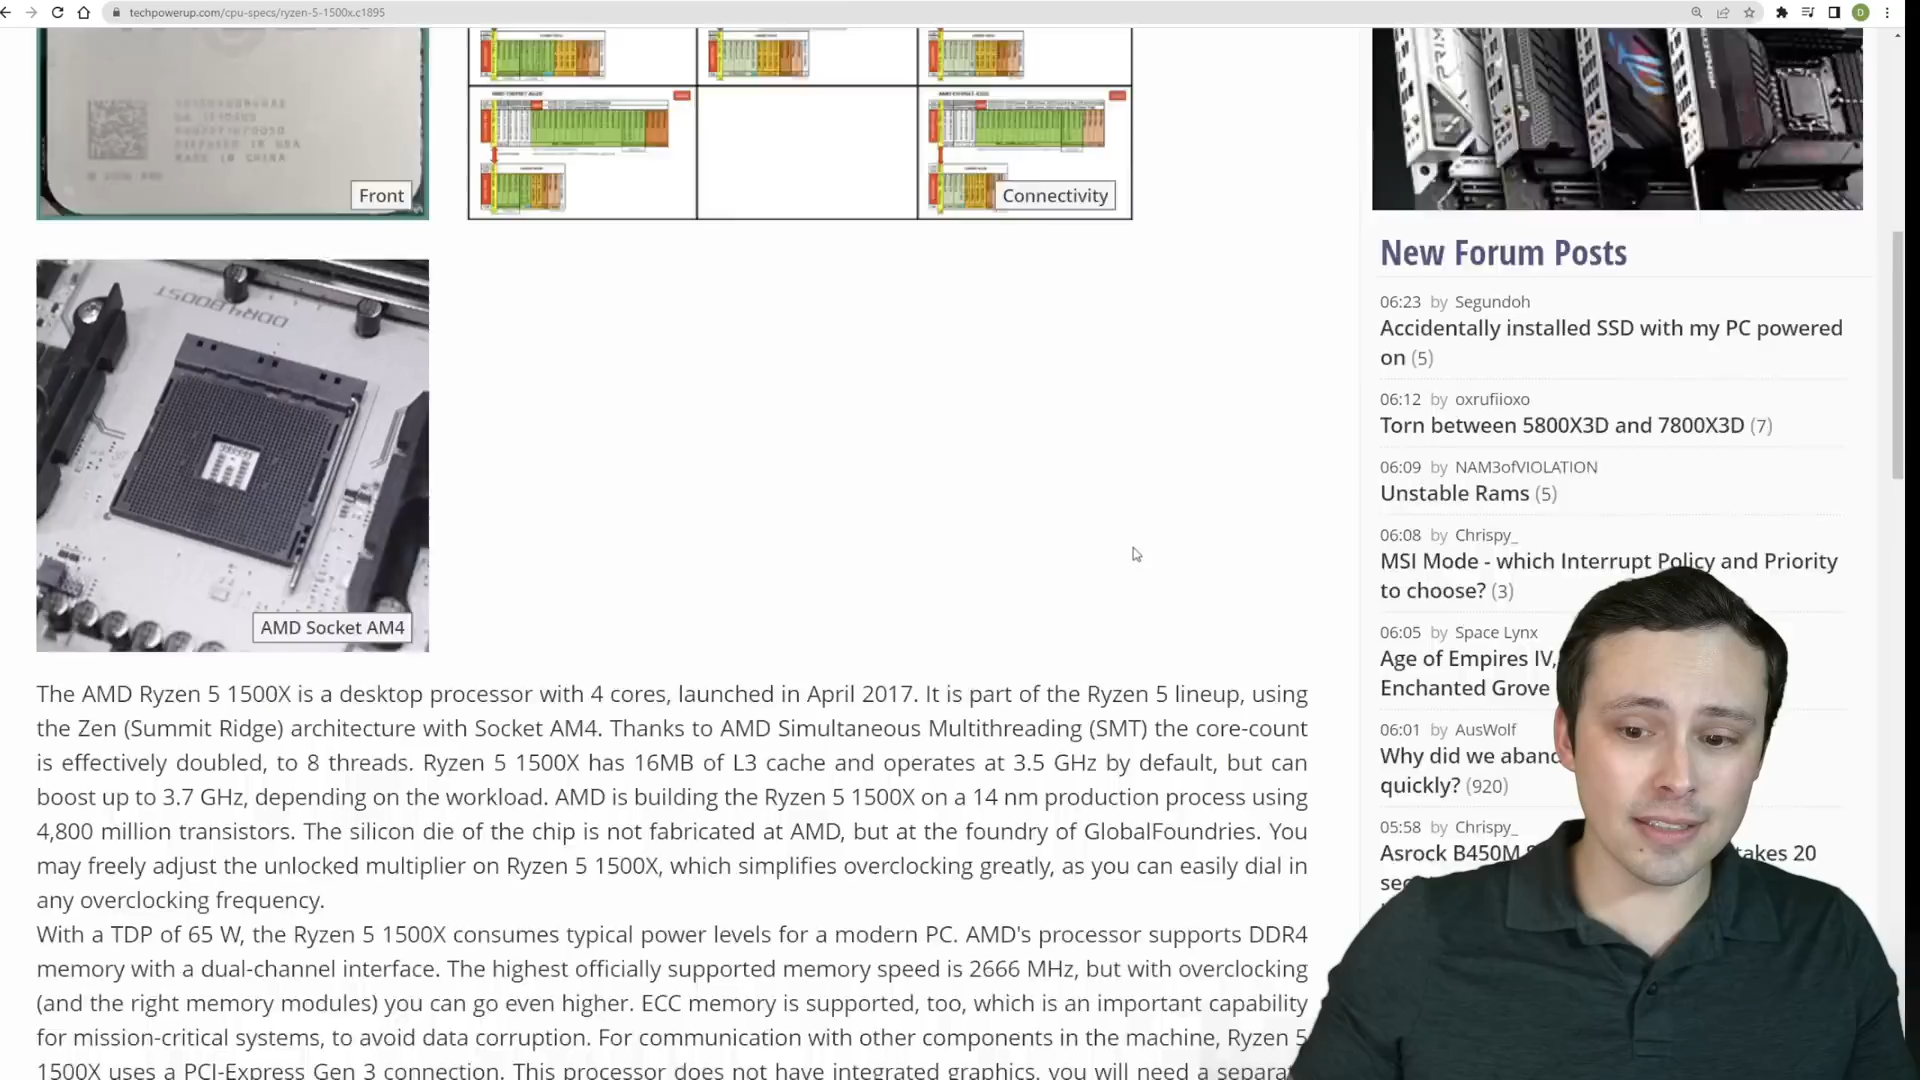 techpowerup.com/cpu-specs/ryzen-5-1500x.c1895
D
DESIGNED IN USA
MADE IN CHINA
Front
Connectivity
PRIME
DDR4 BOOST
AMD Socket AM4
The AMD Ryzen 5 1500X is a desktop processor with 4 cores, launched in April 2017. It is part of the Ryzen 5 lineup, using
the Zen (Summit Ridge) architecture with Socket AM4. Thanks to AMD Simultaneous Multithreading (SMT) the core-count
is effectively doubled, to 8 threads. Ryzen 5 1500X has 16MB of L3 cache and operates at 3.5 GHz by default, but can
boost up to 3.7 GHz, depending on the workload. AMD is building the Ryzen 5 1500X on a 14 nm production process using
4,800 million transistors. The silicon die of the chip is not fabricated at AMD, but at the foundry of GlobalFoundries. You
may freely adjust the unlocked multiplier on Ryzen 5 1500X, which simplifies overclocking greatly, as you can easily dial in
any overclocking frequency.
With a TDP of 65 W, the Ryzen 5 1500X consumes typical power levels for a modern PC. AMD's processor supports DDR4
memory with a dual-channel interface. The highest officially supported memory speed is 2666 MHz, but with overclocking
(and the right memory modules) you can go even higher. ECC memory is supported, too, which is an important capability
for mission-critical systems, to avoid data corruption. For communication with other components in the machine, Ryzen 5
1500X uses a PCI-Express Gen 3 connection. This processor does not have integrated graphics, you will need a separat
New Forum Posts
06:23 by Segundoh
Accidentally installed SSD with my PC powered
on (5)
06:12 by oxrufiioxo
Torn between 5800X3D and 7800X3D (7)
06:09 by NAM3ofVIOLATION
Unstable Rams (5)
06:08 by Chrispy_
MSI Mode - which Interrupt Policy and Priority
to choose? (3)
06:05 by Space Lynx
Age of Empires IV,
Enchanted Grove
06:01 by AusWolf
Why did we aband
quickly? (920)
05:58 by Chrispy_
Asrock B450M takes 20
sec